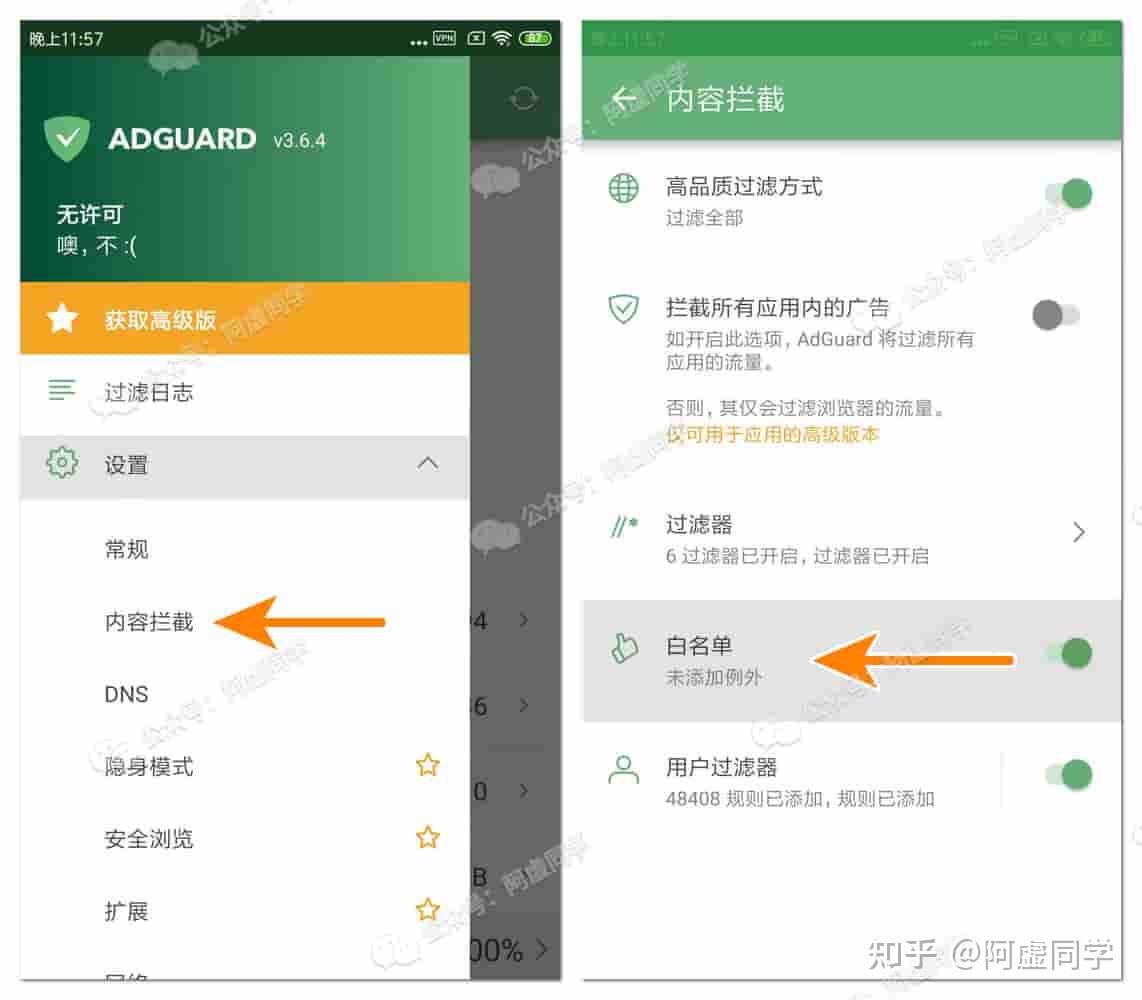 晚上11:57
VPN
87
ADGUARD v3.6.4
无许可
噢，不 :(
获取高级版
过滤日志
设置
常规
内容拦截
DNS
隐身模式
安全浏览
扩展
94
0
B
00%
晚上11:57
内容拦截
高品质过滤方式
过滤全部
拦截所有应用内的广告
如开启此选项，AdGuard 将过滤所有
应用的流量。
否则，其仅会过滤浏览器的流量。
仅可用于应用的高级版本
过滤器
6 过滤器已开启，过滤器已开启
白名单
未添加例外
用户过滤器
48408 规则已添加，规则已添加
公众号：阿虚同学
知乎 @阿虚同学